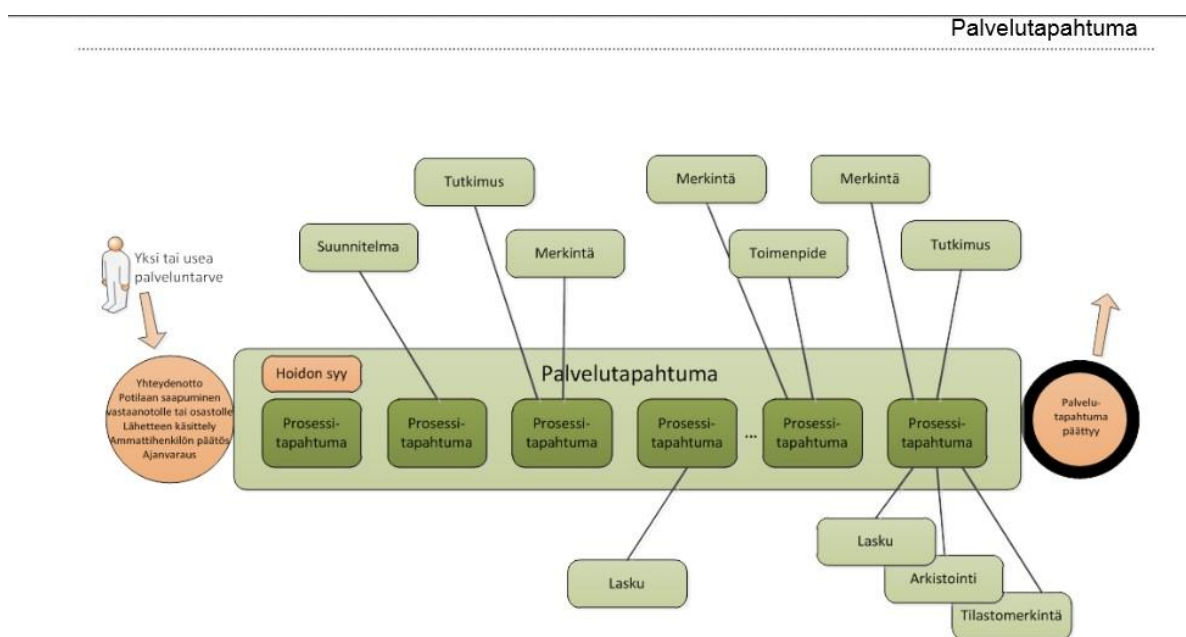 Palvelutapahtuma
Tutkimus
Merkintä
Merkintä
Suunnitelma
Merkintä
Toimenpide
Tutkimus
Yksi tai usea
palveluntarve
Yhteydenotto
Potilaan saapuminen
vastaanotolle tai osastolle
Lähetteen käsittely
Ammattihenkilön päätös
Ajanvaraus
Hoidon syy
Palvelutapahtuma
Prosessi-
tapahtuma
Prosessi-
tapahtuma
Prosessi-
tapahtuma
Prosessi-
tapahtuma
...
Prosessi-
tapahtuma
Prosessi-
tapahtuma
Palvelu-
tapahtuma
päättyy
Lasku
Lasku
Arkistointi
Tilastomerkintä